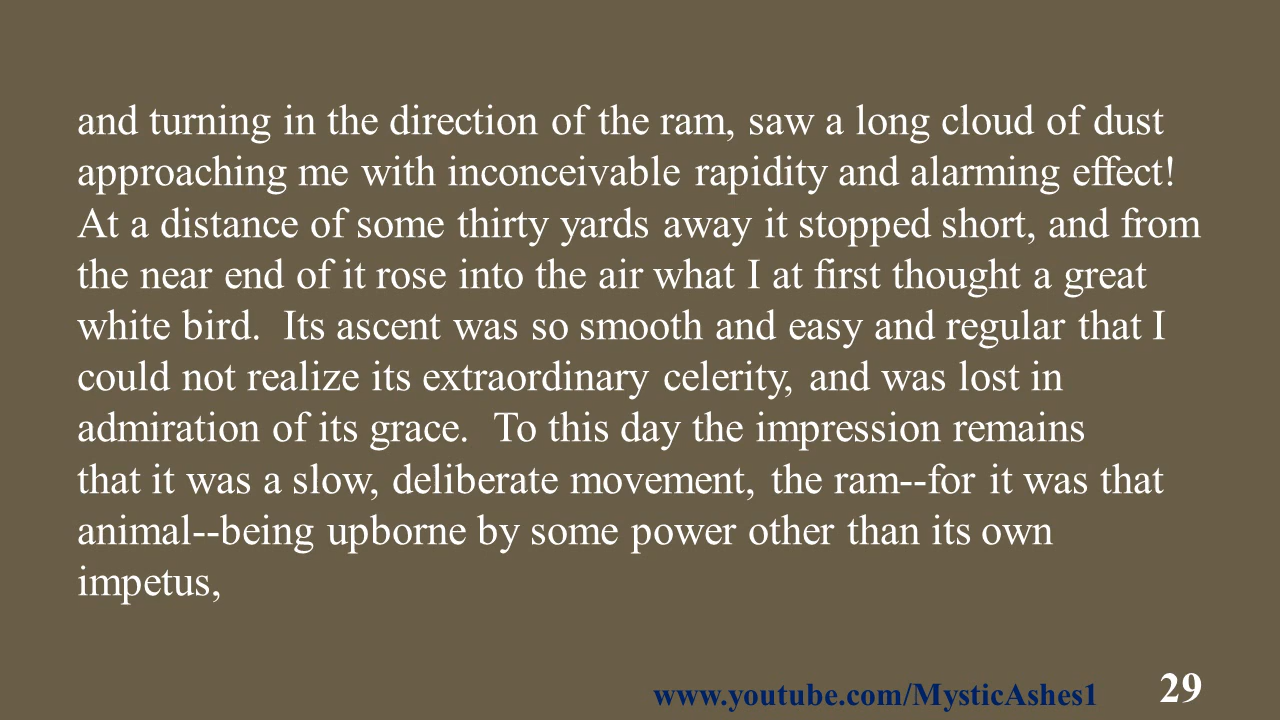 and turning in the direction of the ram, saw a long cloud of dust
approaching me with inconceivable rapidity and alarming effect!
At a distance of some thirty yards away it stopped short, and from
the near end of it rose into the air what I at first thought a great
white bird.  Its ascent was so smooth and easy and regular that I
could not realize its extraordinary celerity, and was lost in
admiration of its grace.  To this day the impression remains
that it was a slow, deliberate movement, the ram--for it was that
animal--being upborne by some power other than its own
impetus,
www.youtube.com/MysticAshes1
29